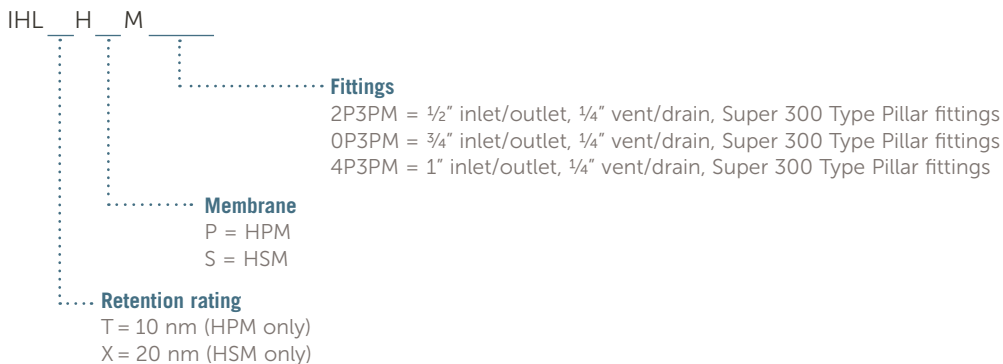 IHL__H__M_____
Fittings
2P3PM = ½" inlet/outlet, ¼" vent/drain, Super 300 Type Pillar fittings
0P3PM = ¾" inlet/outlet, ¼" vent/drain, Super 300 Type Pillar fittings
4P3PM = 1" inlet/outlet, ¼" vent/drain, Super 300 Type Pillar fittings
Membrane
P = HPM
S = HSM
Retention rating
T = 10 nm (HPM only)
X = 20 nm (HSM only)